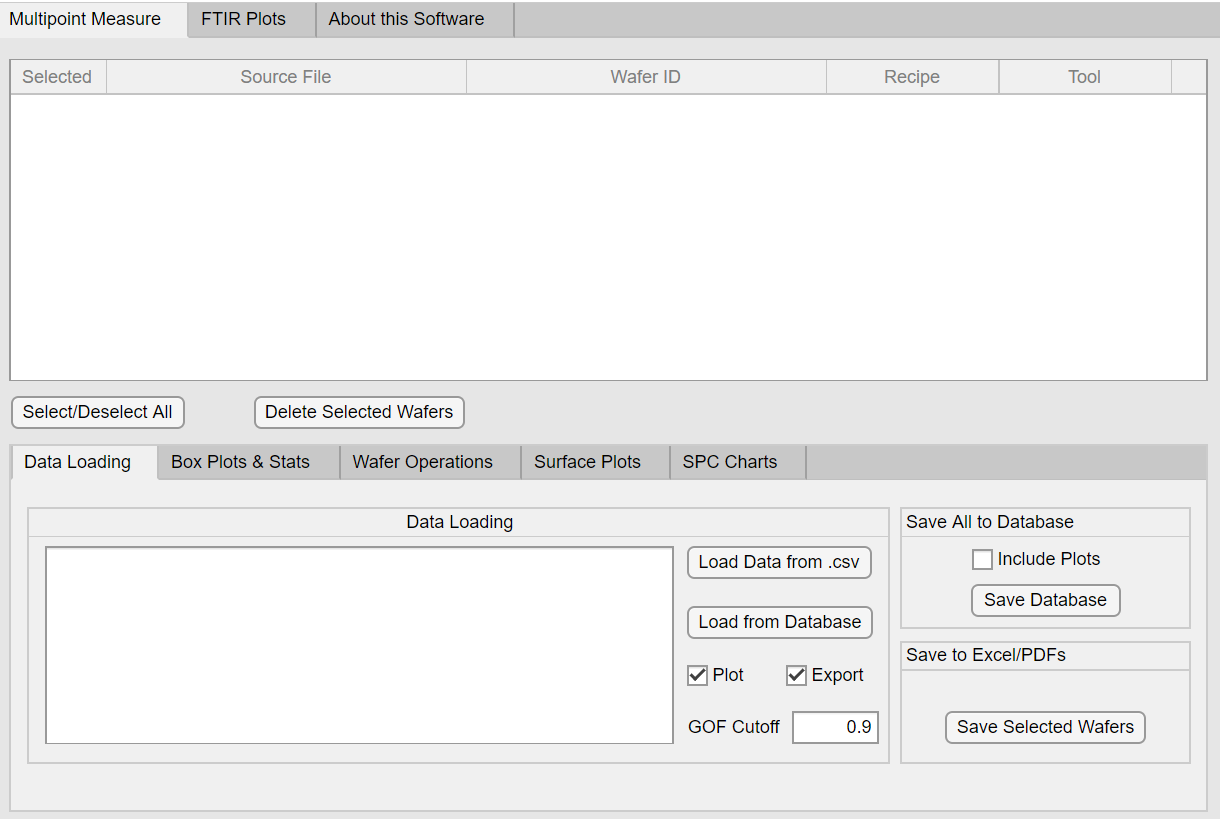 Multipoint Measure FTIR Plots About this Software
Selected Source File Wafer ID Recipe Tool
Select/Deselect All Delete Selected Wafers
Data Loading Box Plots & Stats Wafer Operations Surface Plots SPC Charts
Data Loading
Load Data from .csv
Load from Database
Plot Export
GOF Cutoff 0.9
Save All to Database
Include Plots
Save Database
Save to Excel/PDFs
Save Selected Wafers